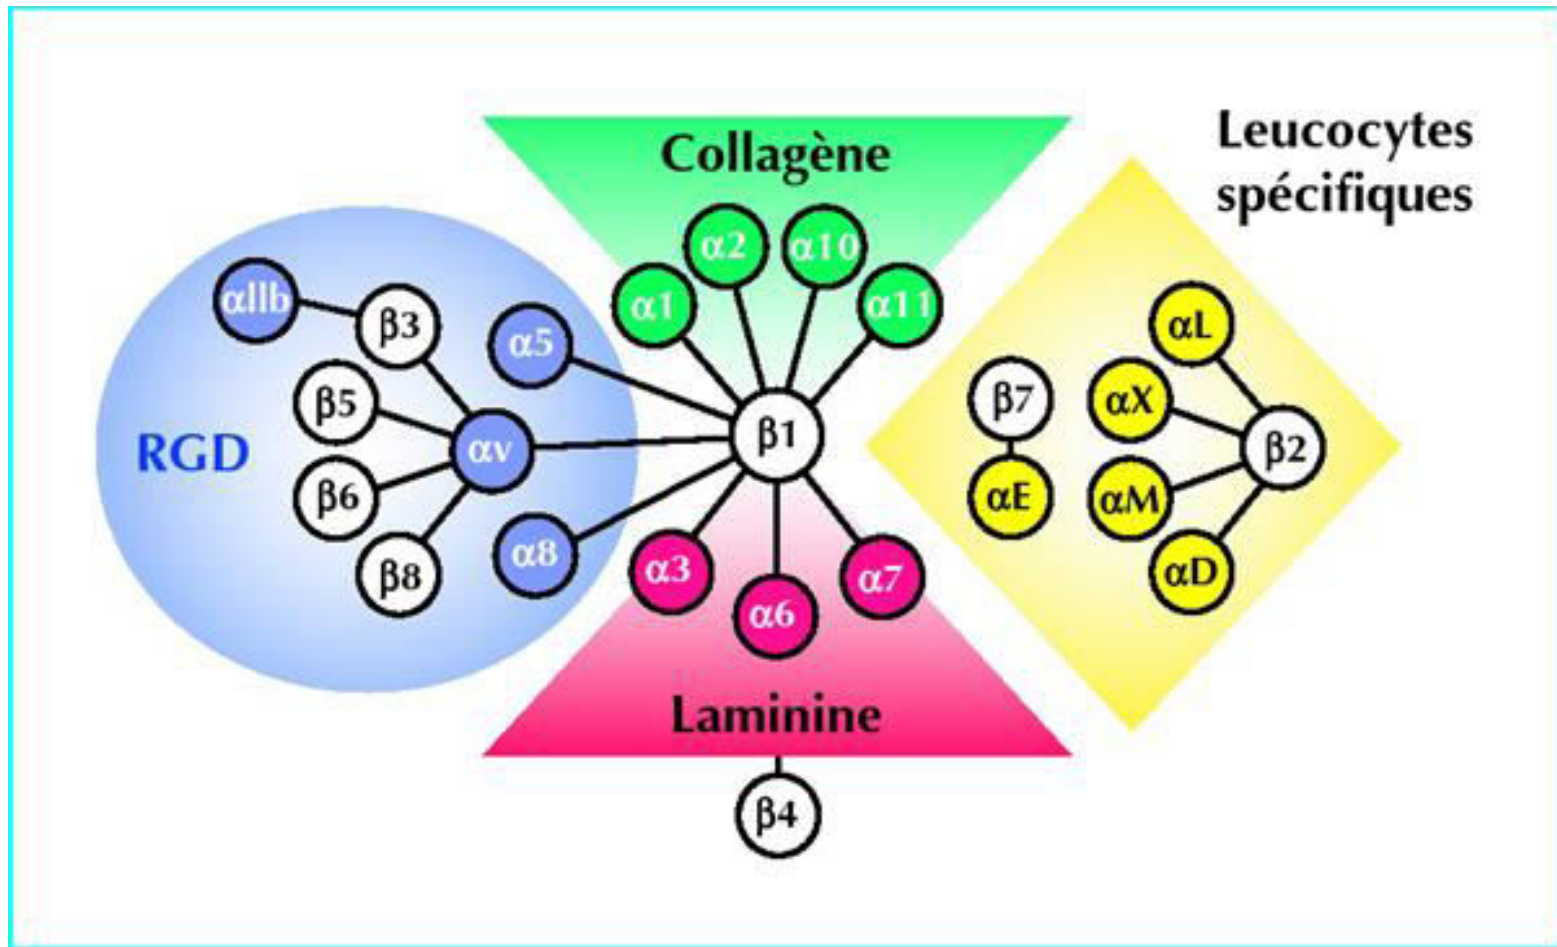 Collagène
Leucocytes
spécifiques
α2
α10
α1
α11
αIIb
β3
α5
αL
β5
β7
αX
RGD
αv
β1
β2
β6
αE
αM
α8
α3
α7
β8
αD
α6
Laminine
β4